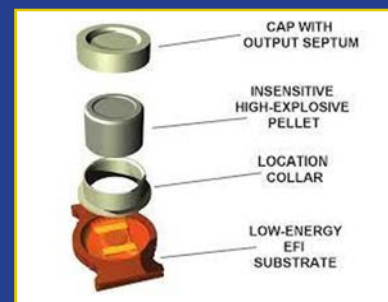 CAP WITH
OUTPUT SEPTUM
INSENSITIVE
HIGH-EXPLOSIVE
PELLET
LOCATION
COLLAR
LOW-ENERGY
EFI
SUBSTRATE